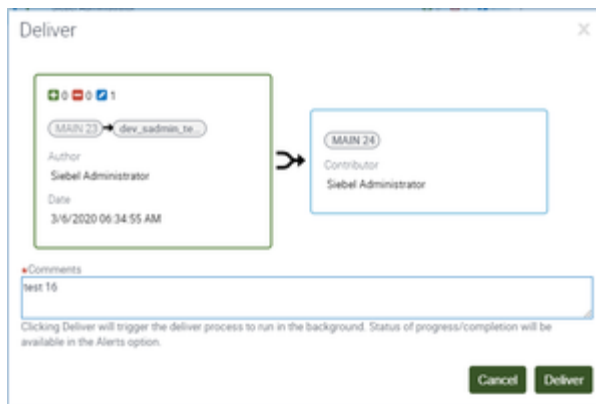 Deliver
0 0 1
MAIN 23 dev_sadmin_te...
Author
Siebel Administrator
Date
3/6/2020 06:34:55 AM
MAIN 24
Contributor
Siebel Administrator
*Comments
test 16
Clicking Deliver will trigger the deliver process to run in the background. Status of progress/completion will be
available in the Alerts option.
Cancel Deliver